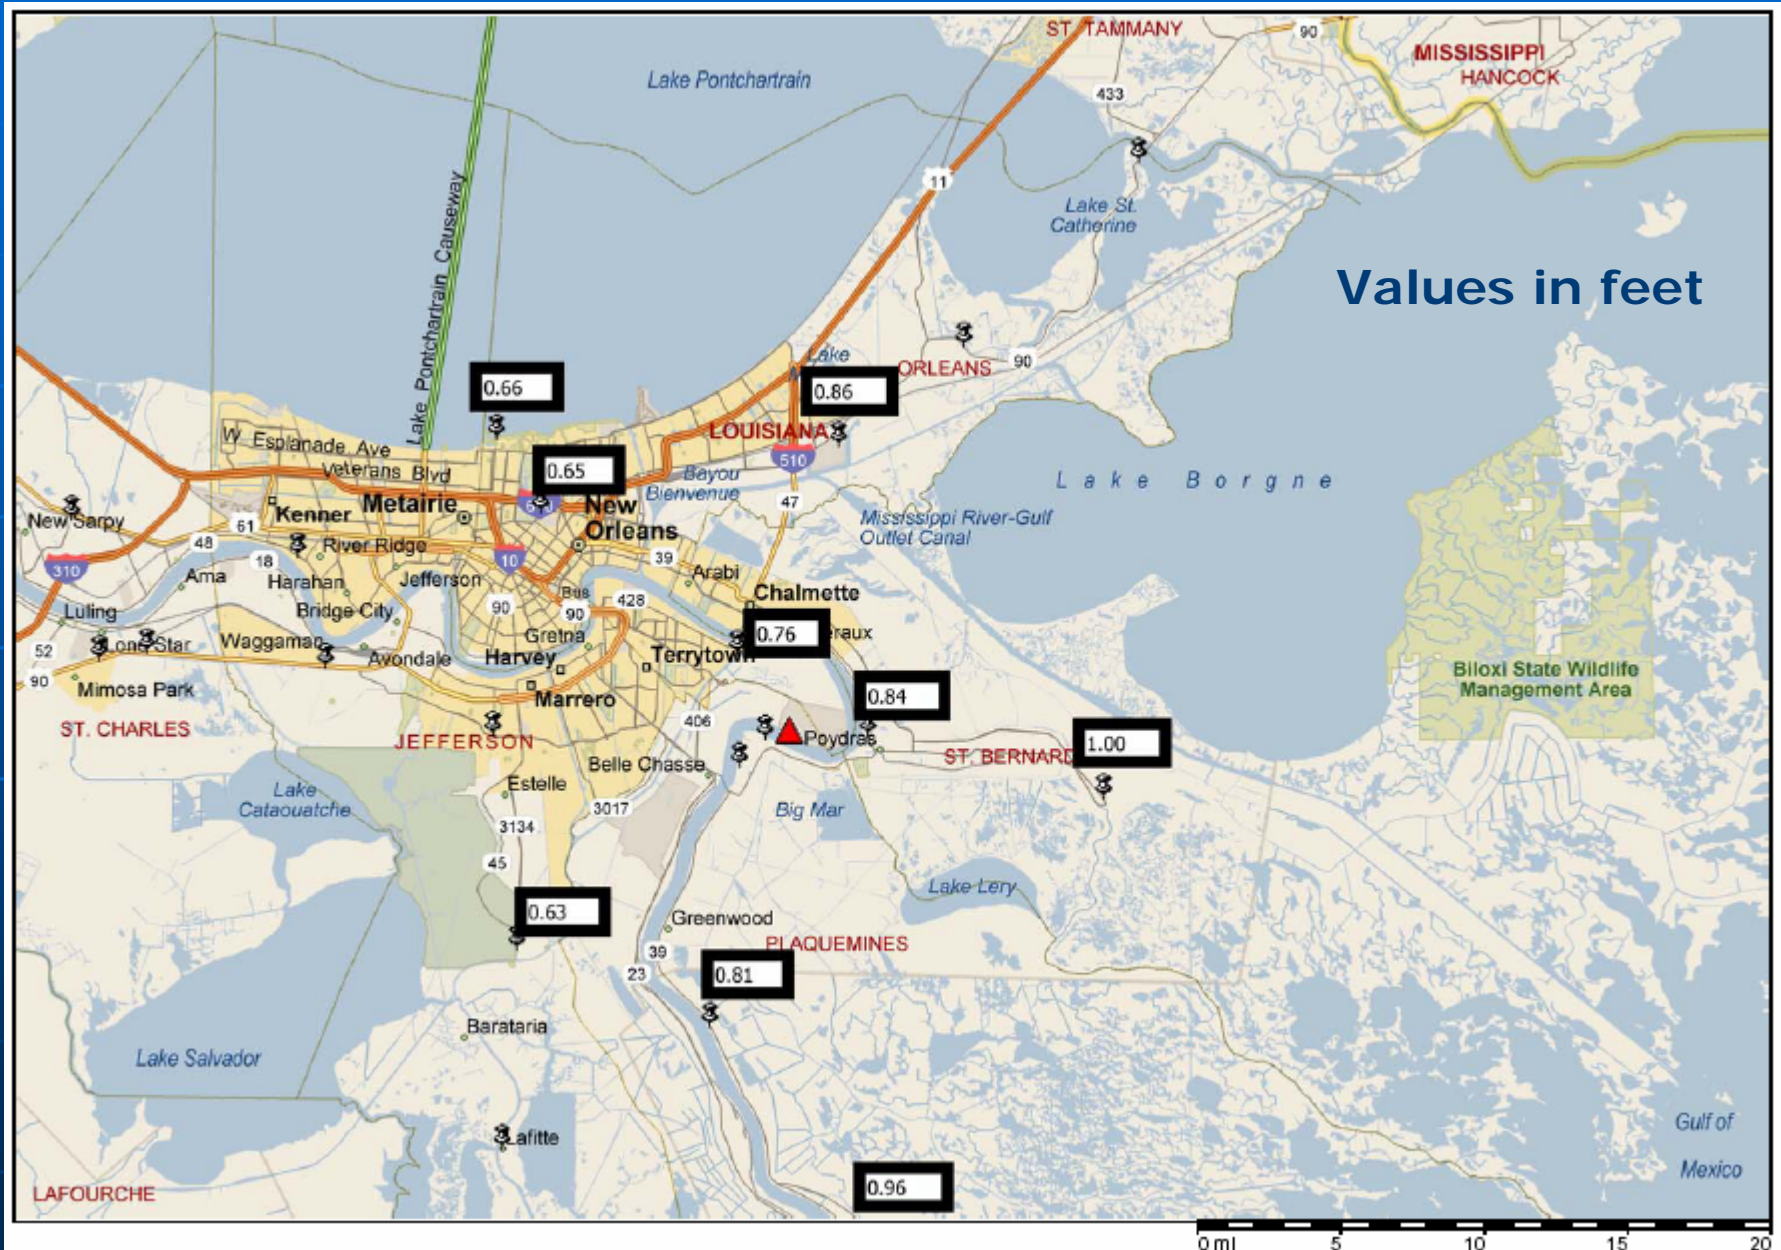 ST. TAMMANY
90
MISSISSIPPI
HANCOCK
Lake Pontchartrain
433
11
Lake Pontchartrain Causeway
Lake St.
Catherine
Values in feet
Lake
ORLEANS
90
0.66
0.86
LOUISIANA
W Esplanade Ave
Veterans Blvd
0.65
510
Bayou
Bienvenue
Lake Borgne
Metairie
New
Orleans
47
Kenner
New Sarpy
61
Mississippi River-Gulf
Outlet Canal
48
River Ridge
39
18
10
310
Ama
Harahan
Jefferson
Arabi
Luling
Bridge City
90
Bus
90
428
Chalmette
Gretna
0.76
eraux
52
Lone Star
Waggaman
Avondale
Harvey
Terrytown
90
Mimosa Park
Marrero
0.84
Biloxi State Wildlife
Management Area
ST. CHARLES
406
JEFFERSON
Poydras
ST. BERNARD
1.00
Belle Chasse
Estelle
Lake
Cataouatche
3017
Big Mar
3134
45
Lake Lery
0.63
Greenwood
39
PLAQUEMINES
23
0.81
Barataria
Lake Salvador
Lafitte
Gulf of
Mexico
LAFOURCHE
0.96
0 mi 5 10 15 20